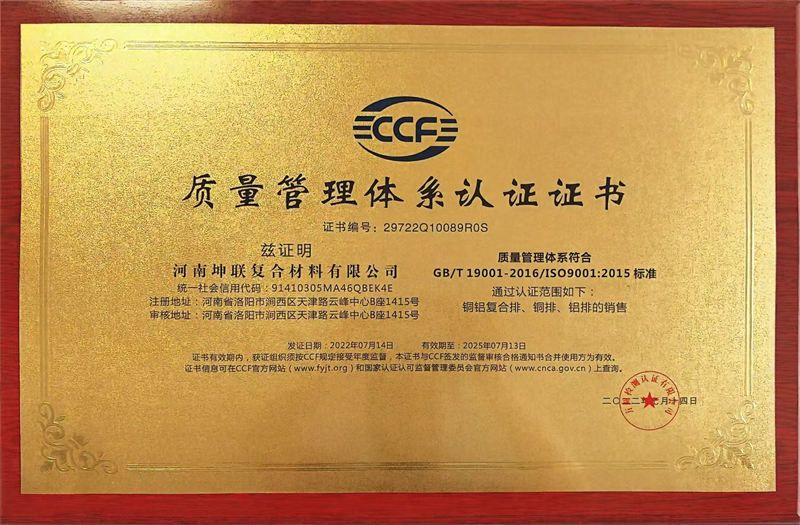 CCF
质量管理体系认证证书
证书编号：29722Q10089R0S
兹证明
河南坤联复合材料有限公司
统一社会信用代码：91410305MA46QBEK4E
注册地址：河南省洛阳市涧西区天津路云峰中心B座1415号
审核地址：河南省洛阳市涧西区天津路云峰中心B座1415号
质量管理体系符合
GB/T 19001-2016/ISO9001:2015 标准
通过认证范围如下：
铜铝复合排、铜排、铝排的销售
发证日期：2022年07月14日 有效期至：2025年07月13日
证书有效期内，获证组织须按CCF规定接受年度监督，本证书与CCF签发的监督审核合格通知书合并使用方为有效。
证书信息可在CCF官方网站（www.fyjt.org）和国家认证认可监督管理委员会官方网站（www.cnca.gov.cn）上查询。
二〇二二年七月十四日